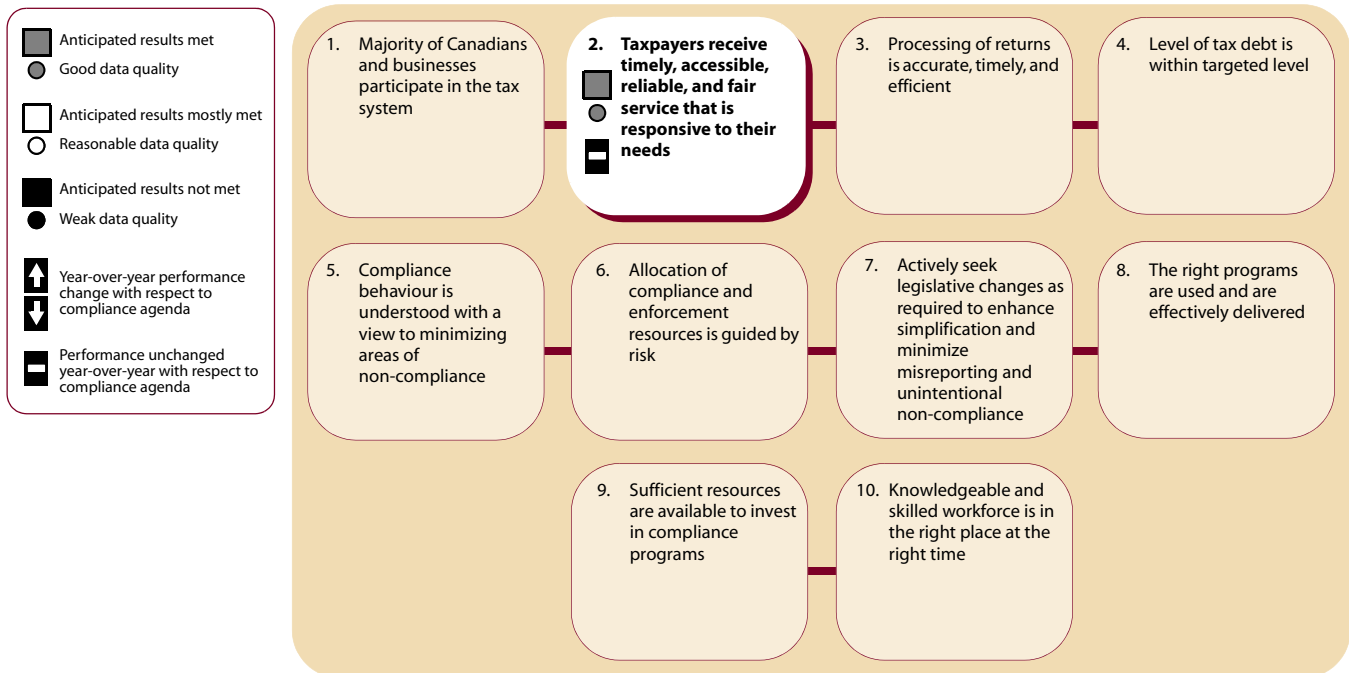 Anticipated results met
Good data quality
Anticipated results mostly met
Reasonable data quality
Anticipated results not met
Weak data quality
Year-over-year performance
change with respect to
compliance agenda
Performance unchanged
year-over-year with respect to
compliance agenda
1. Majority of Canadians
and businesses
participate in the tax
system
2. Taxpayers receive
timely, accessible,
reliable, and fair
service that is
responsive to their
needs
3. Processing of returns
is accurate, timely, and
efficient
4. Level of tax debt is
within targeted level
5. Compliance
behaviour is
understood with a
view to minimizing
areas of
non-compliance
6. Allocation of
compliance and
enforcement
resources is guided by
risk
7. Actively seek
legislative changes as
required to enhance
simplification and
minimize
misreporting and
unintentional
non-compliance
8. The right programs
are used and are
effectively delivered
9. Sufficient resources
are available to invest
in compliance
programs
10. Knowledgeable and
skilled workforce is in
the right place at the
right time